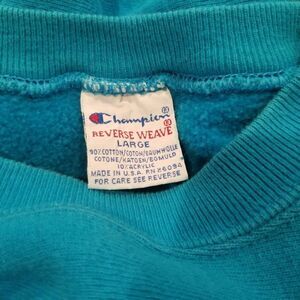 Champion®
REVERSE WEAVE®
LARGE
90% COTTON/COTON/BAUMWOLLE
COTONE/KATOEN/BOMULD
10% ACRYLIC
MADE IN U.S.A. RN 26094
FOR CARE SEE REVERSE